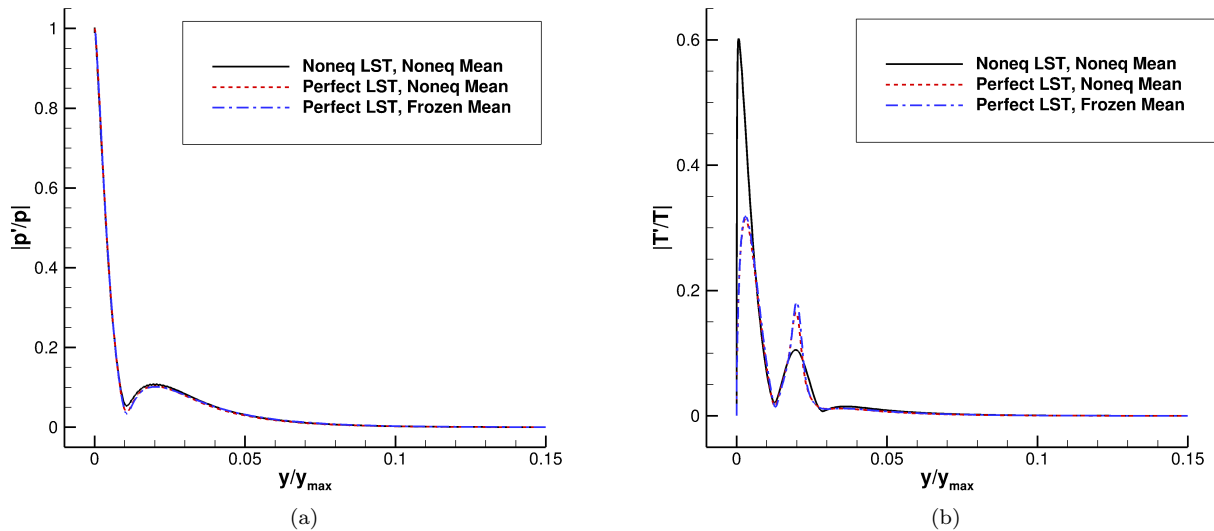 Noneq LST, Noneq Mean
Perfect LST, Noneq Mean
Perfect LST, Frozen Mean
|p'/p|
1
0.8
0.6
0.4
0.2
0
0
0.05
0.1
0.15
y/y_max
(a)
Noneq LST, Noneq Mean
Perfect LST, Noneq Mean
Perfect LST, Frozen Mean
|T'/T|
0.6
0.4
0.2
0
0
0.05
0.1
0.15
y/y_max
(b)